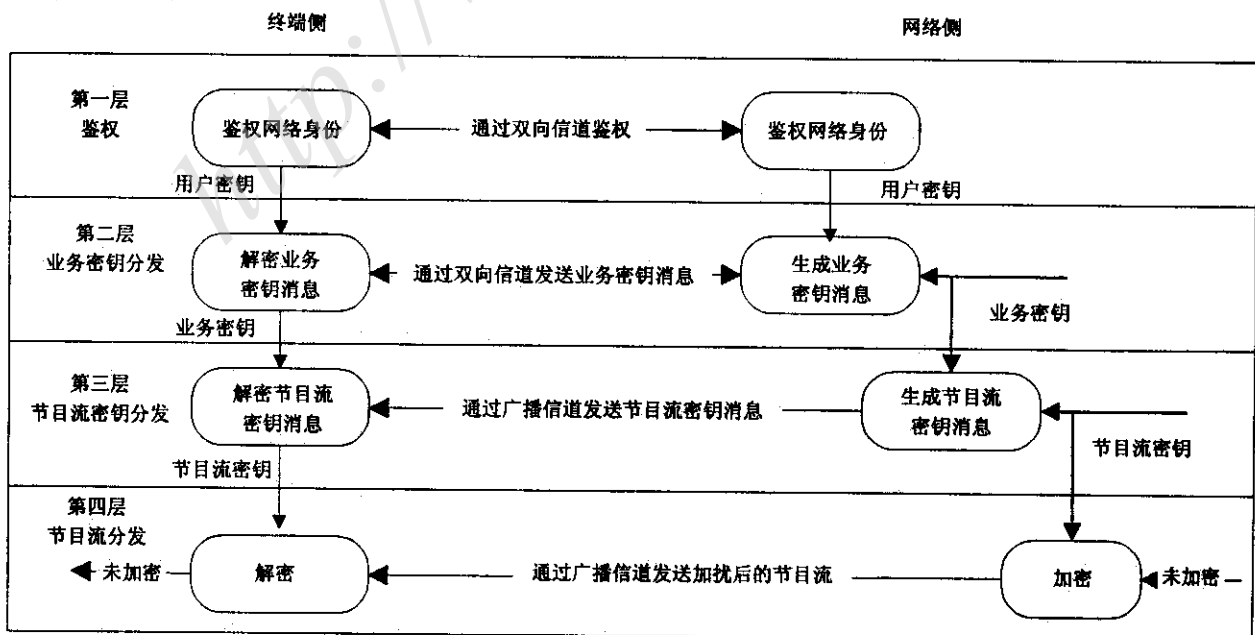 终端侧
网络侧
第一层
鉴权
鉴权网络身份
通过双向信道鉴权
鉴权网络身份
用户密钥
用户密钥
第二层
业务密钥分发
解密业务
密钥消息
通过双向信道发送业务密钥消息
生成业务
密钥消息
业务密钥
业务密钥
第三层
节目流密钥分发
解密节目流
密钥消息
通过广播信道发送节目流密钥消息
生成节目流
密钥消息
节目流密钥
节目流密钥
第四层
节目流分发
未加密
解密
通过广播信道发送加扰后的节目流
加密
未加密
http://